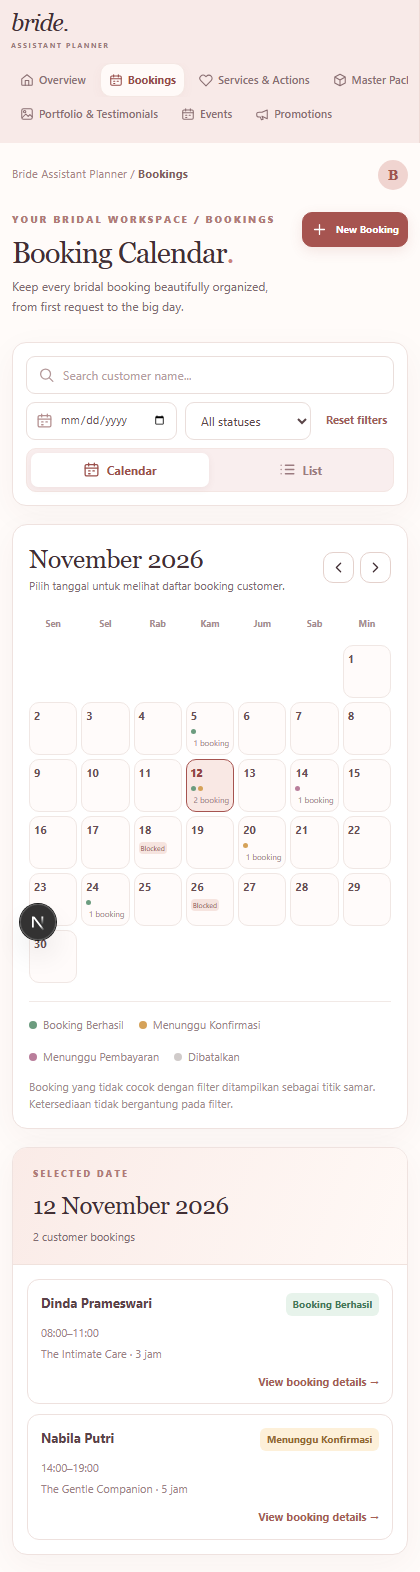 bride.
ASSISTANT PLANNER
Overview Bookings Services & Actions Master Pacl
Portfolio & Testimonials Events Promotions
Bride Assistant Planner / Bookings B
YOUR BRIDAL WORKSPACE / BOOKINGS
New Booking
Booking Calendar.
Keep every bridal booking beautifully organized,
from first request to the big day.
Search customer name...
mm/dd/yyyy All statuses Reset filters
Calendar List
November 2026
Pilih tanggal untuk melihat daftar booking customer.
Sen Sel Rab Kam Jum Sab Min
1
2 3 4 5 6 7 8
1 booking
9 10 11 12 13 14 15
2 booking 1 booking
16 17 18 19 20 21 22
Blocked 1 booking
23 24 25 26 27 28 29
1 booking Blocked
N
30
Booking Berhasil Menunggu Konfirmasi
Menunggu Pembayaran Dibatalkan
Booking yang tidak cocok dengan filter ditampilkan sebagai titik samar.
Ketersediaan tidak bergantung pada filter.
SELECTED DATE
12 November 2026
2 customer bookings
Dinda Prameswari Booking Berhasil
08:00–11:00
The Intimate Care · 3 jam
View booking details →
Nabila Putri Menunggu Konfirmasi
14:00–19:00
The Gentle Companion · 5 jam
View booking details →